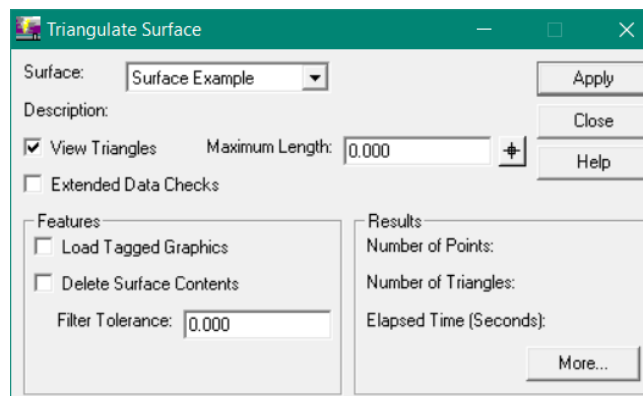 Triangulate Surface
Surface: Surface Example
Apply
Description:
Close
View Triangles Maximum Length: 0.000
Help
Extended Data Checks
Features
Load Tagged Graphics
Delete Surface Contents
Filter Tolerance: 0.000
Results
Number of Points:
Number of Triangles:
Elapsed Time (Seconds):
More...